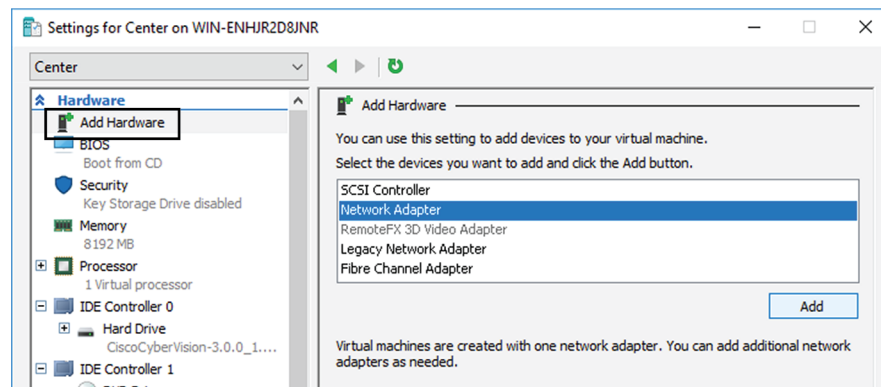 Settings for Center on WIN-ENHJR2D8JNR
Center
Hardware
Add Hardware
BIOS
Boot from CD
Security
Key Storage Drive disabled
Memory
8192 MB
Processor
1 Virtual processor
IDE Controller 0
Hard Drive
CiscoCyberVision-3.0.0_1....
IDE Controller 1
Add Hardware
You can use this setting to add devices to your virtual machine.
Select the devices you want to add and click the Add button.
SCSI Controller
Network Adapter
RemoteFX 3D Video Adapter
Legacy Network Adapter
Fibre Channel Adapter
Add
Virtual machines are created with one network adapter. You can add additional network
adapters as needed.